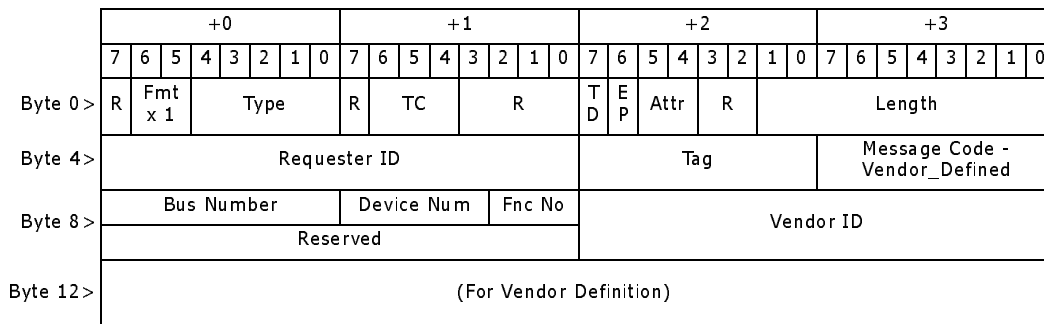 +0 +1 +2 +3
7 6 5 4 3 2 1 0 7 6 5 4 3 2 1 0 7 6 5 4 3 2 1 0 7 6 5 4 3 2 1 0
Byte 0> R Fmt x 1 Type R TC R TD EP Attr R Length
Byte 4> Requester ID Tag Message Code - Vendor_Defined
Byte 8> Bus Number Device Num Fnc No Vendor ID
Reserved
Byte 12> (For Vendor Definition)